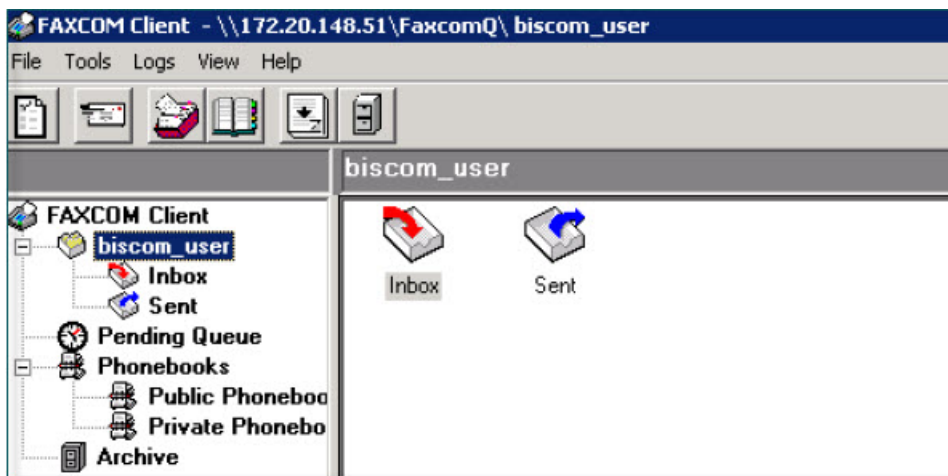 FAXCOM Client - \\172.20.148.51\FaxcomQ\ biscom_user
File Tools Logs View Help
biscom_user
FAXCOM Client
biscom_user
Inbox
Sent
Pending Queue
Phonebooks
Public Phoneboo
Private Phonebo
Archive
Inbox
Sent